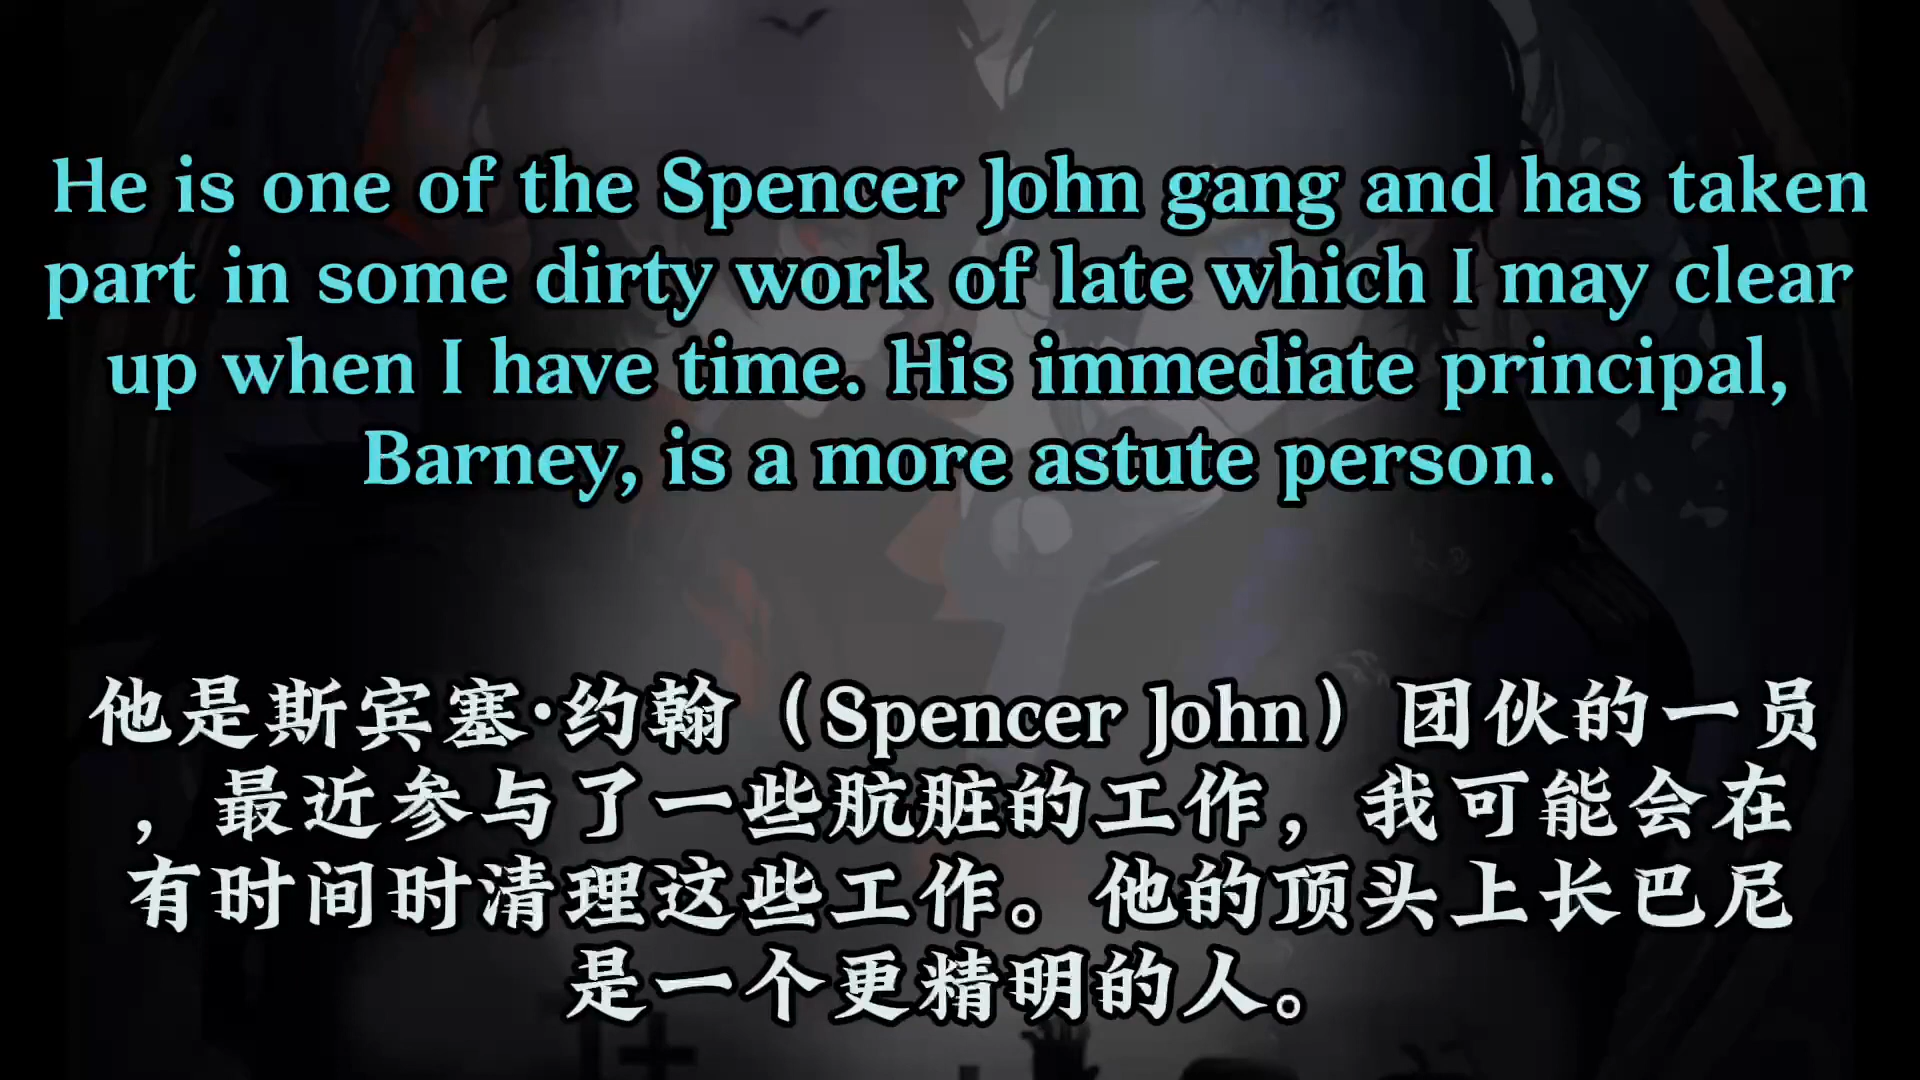 He is one of the Spencer John gang and has taken
part in some dirty work of late which I may clear
up when I have time. His immediate principal,
Barney, is a more astute person.
他是斯宾塞·约翰（Spencer John）团伙的一员
，最近参与了一些肮脏的工作，我可能会在
有时间时清理这些工作。他的顶头上长巴尼
是一个更精明的人。